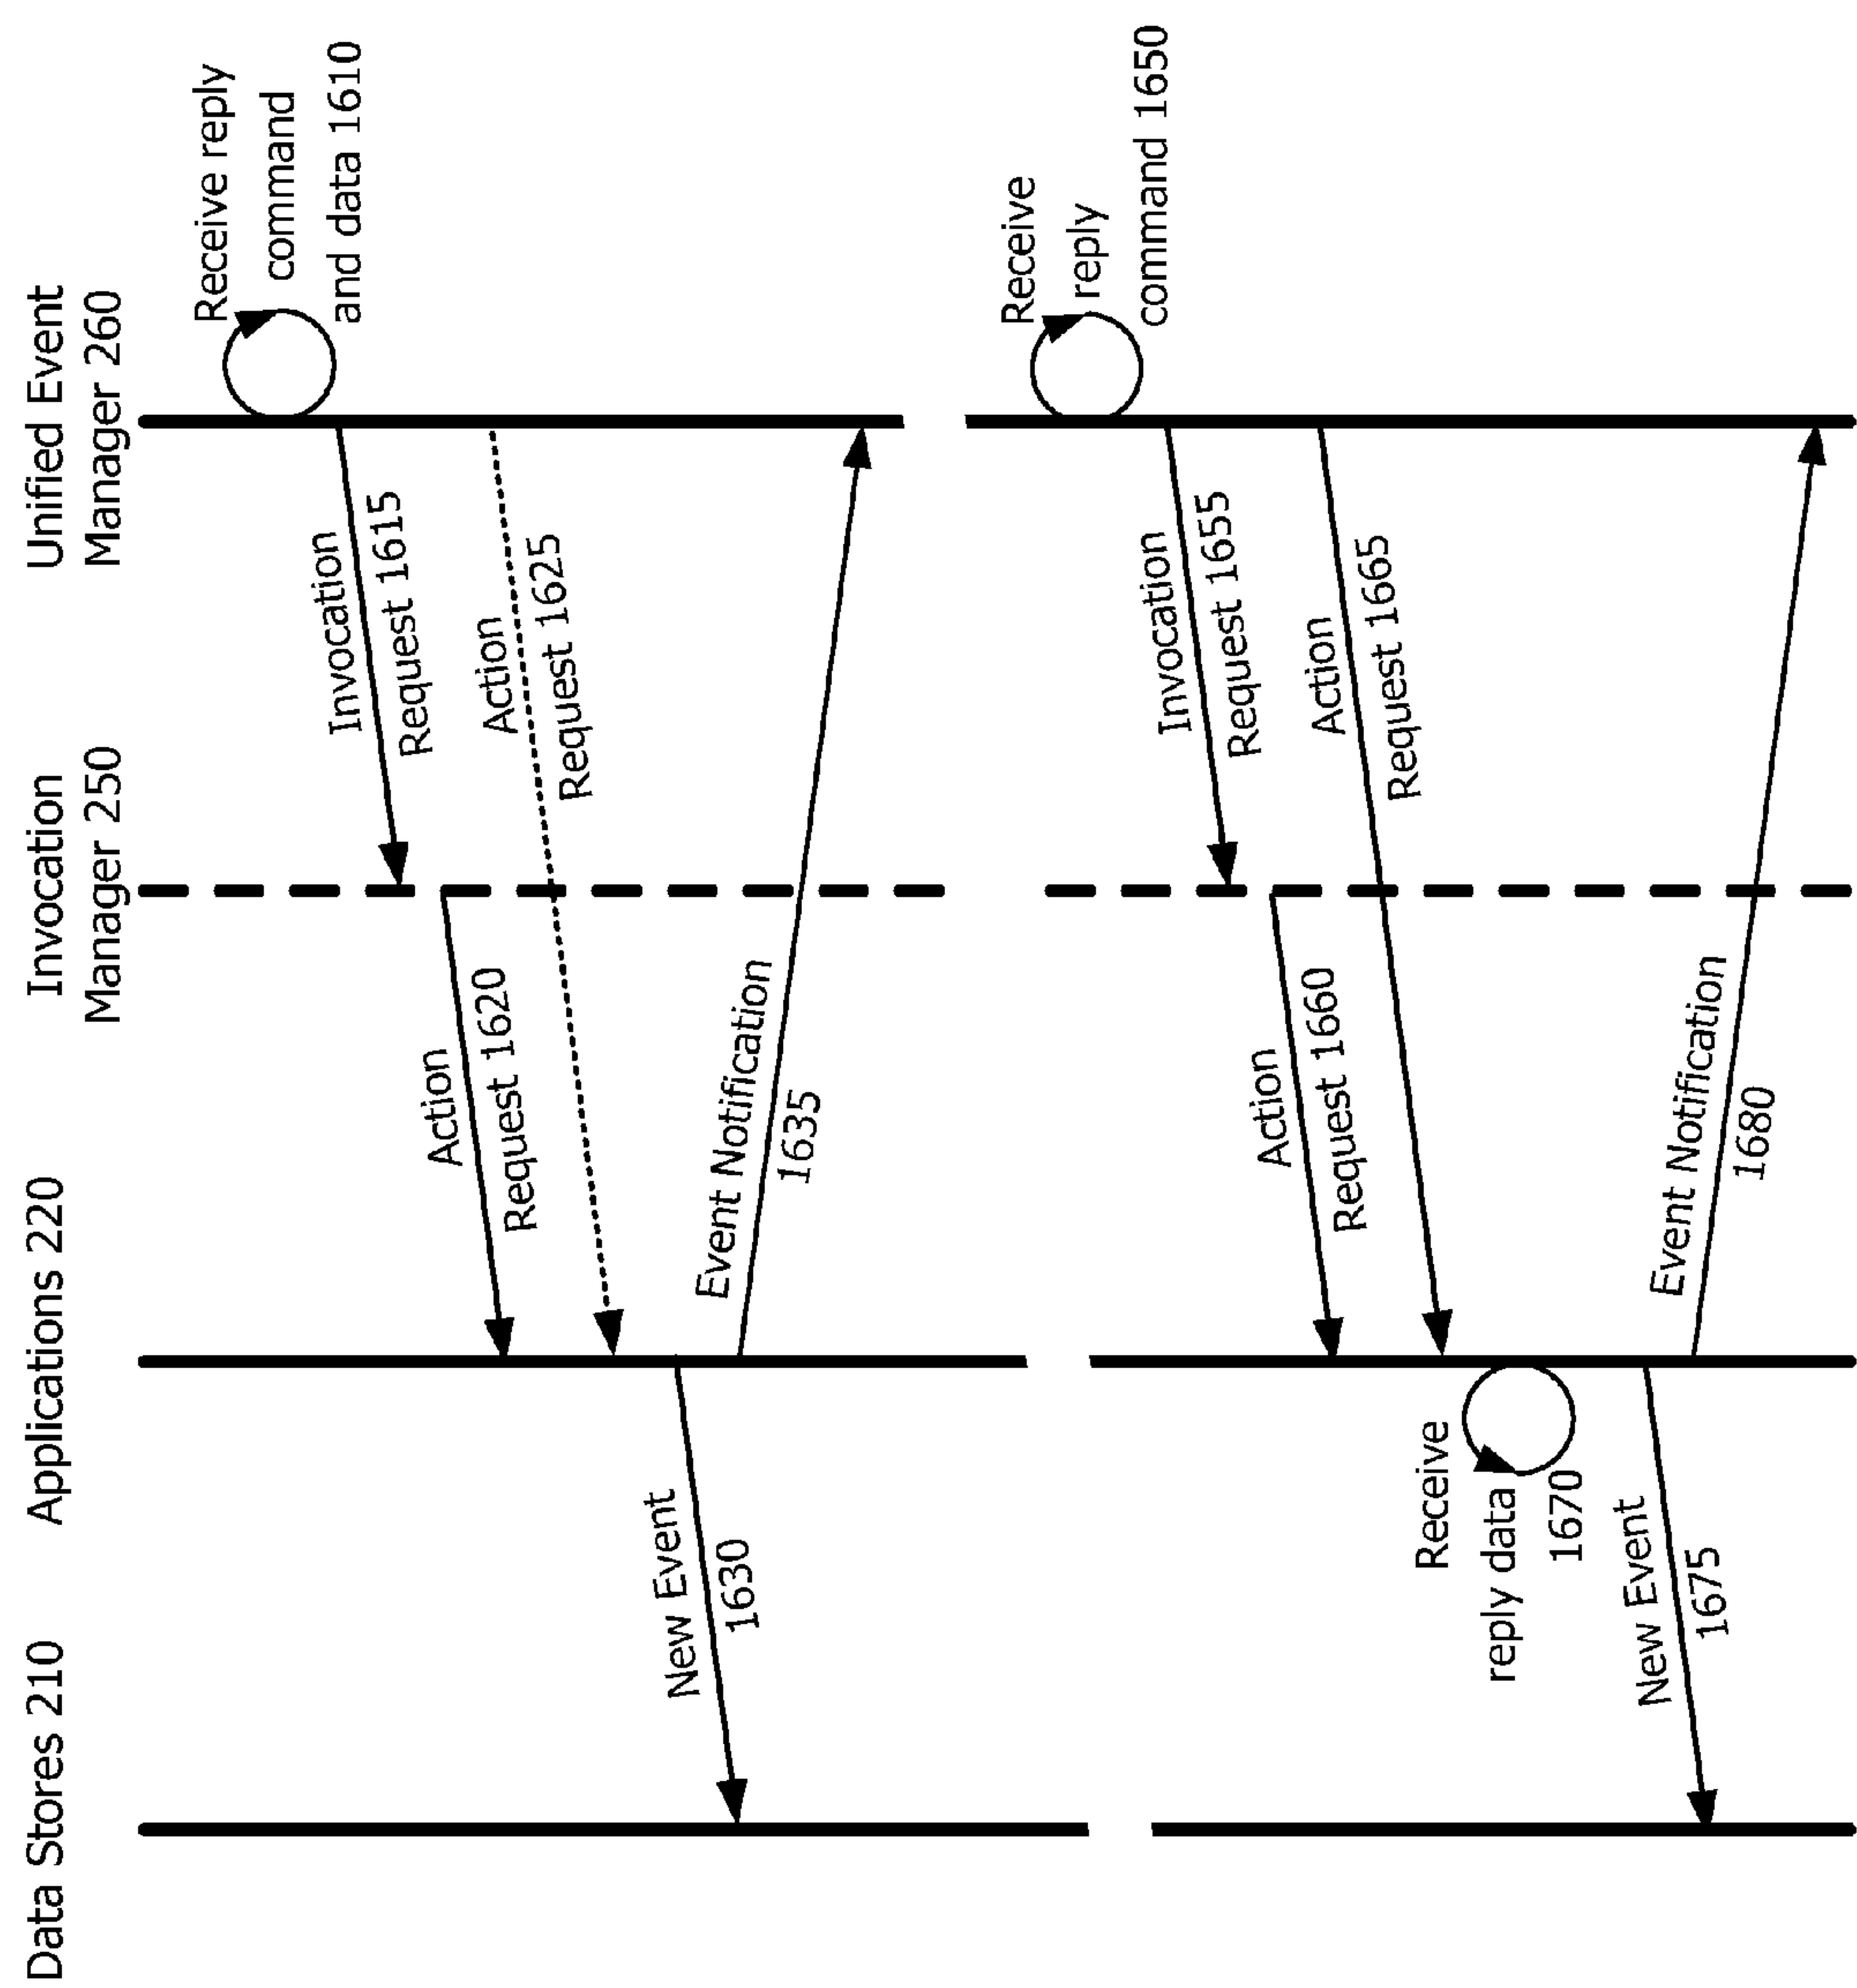 Data Stores 210
Applications 220
Invocation
Manager 250
Unified Event
Manager 260
Receive reply
command
and data 1610
Invocation
Request 1615
Action
Request 1620
Action
Request 1625
New Event
1630
Event Notification
1635
Receive
reply
command 1650
Invocation
Request 1655
Action
Request 1660
Action
Request 1665
Receive
reply data
1670
New Event
1675
Event Notification
1680